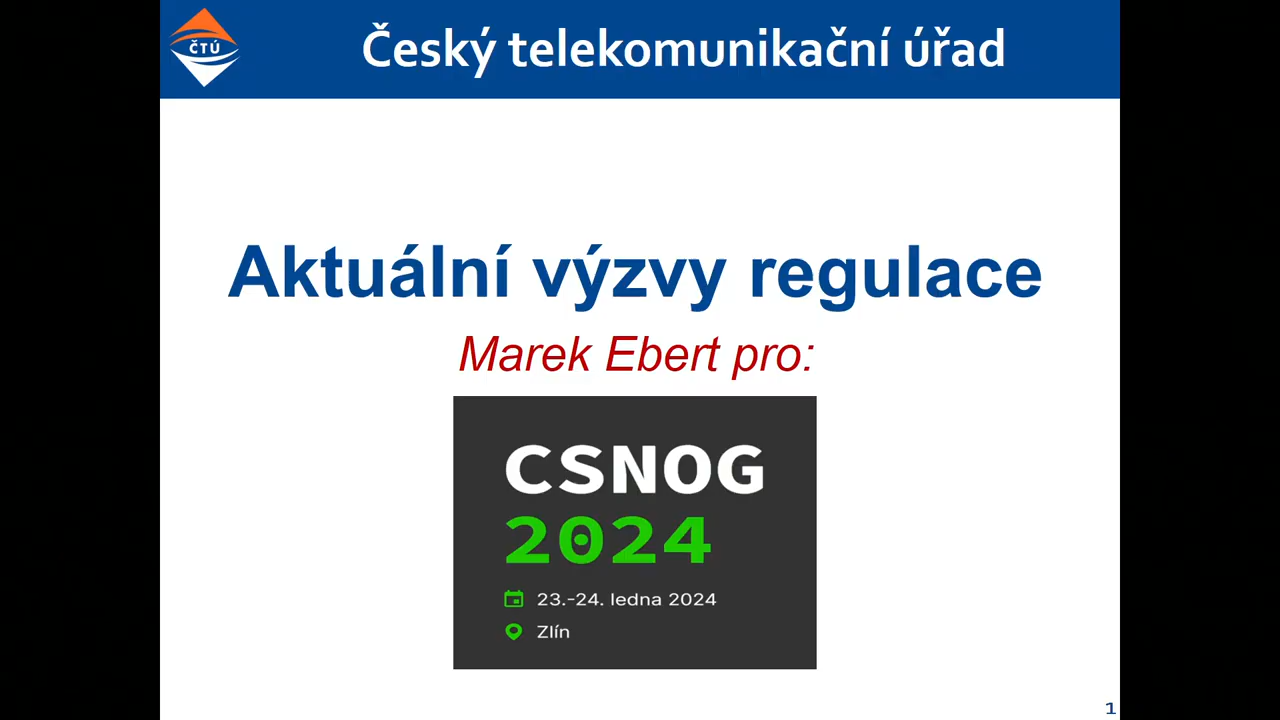 ČTÚ
Český telekomunikační úřad
Aktuální výzvy regulace
Marek Ebert pro:
CSNOG
2024
23.-24. ledna 2024
Zlín
1